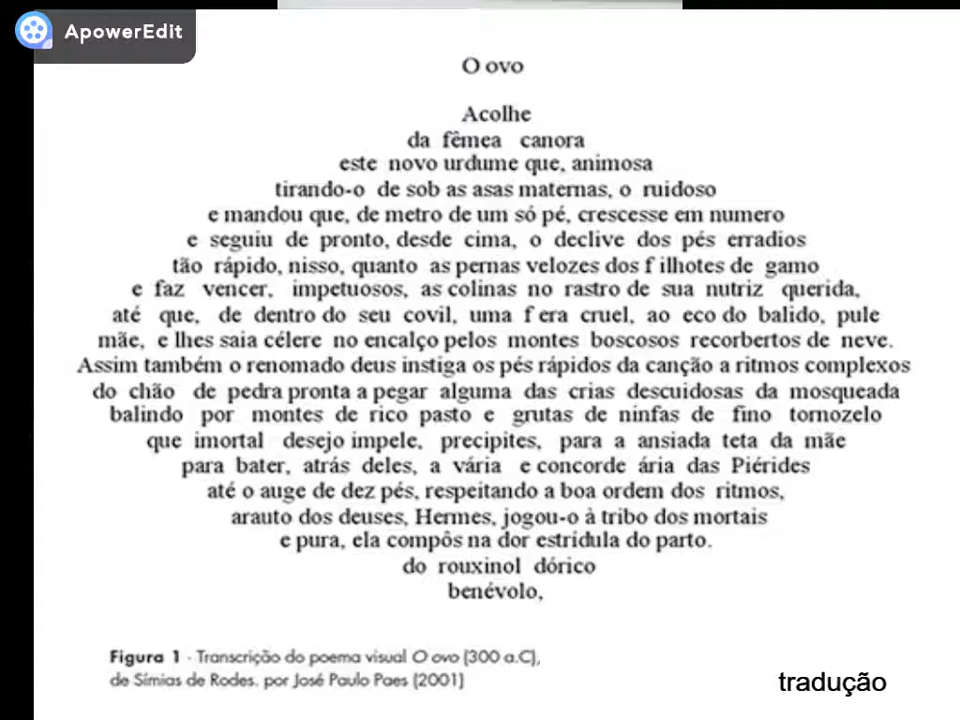 ApowerEdit
O ovo
Acolhe
da fêmea canora
este novo urdume que, animosa
tirando-o de sob as asas maternas, o ruidoso
e mandou que, de metro de um só pé, crescesse em numero
e seguiu de pronto, desde cima, o declive dos pés erradios
tão rápido, nisso, quanto as pernas velozes dos f ilhotes de gamo
e faz vencer, impetuosos, as colinas no rastro de sua nutriz querida,
até que, de dentro do seu covil, uma f era cruel, ao eco do balido, pule
mãe, e lhes saia célere no encalço pelos montes boscosos recorbertos de neve.
Assim também o renomado deus instiga os pés rápidos da canção a ritmos complexos
do chão de pedra pronta a pegar alguma das crias descuidosas da mosqueada
balindo por montes de rico pasto e grutas de ninfas de fino tornozelo
que imortal desejo impele, precipites, para a ansiada teta da mãe
para bater, atrás deles, a vária e concorde ária das Piérides
até o auge de dez pés, respeitando a boa ordem dos ritmos,
arauto dos deuses, Hermes, jogou-o à tribo dos mortais
e pura, ela compôs na dor estrídula do parto.
do rouxinol dórico
benévolo,
Figura 1 - Transcrição do poema visual O ovo (300 a.C),
de Símias de Rodes. por José Paulo Paes (2001)
tradução